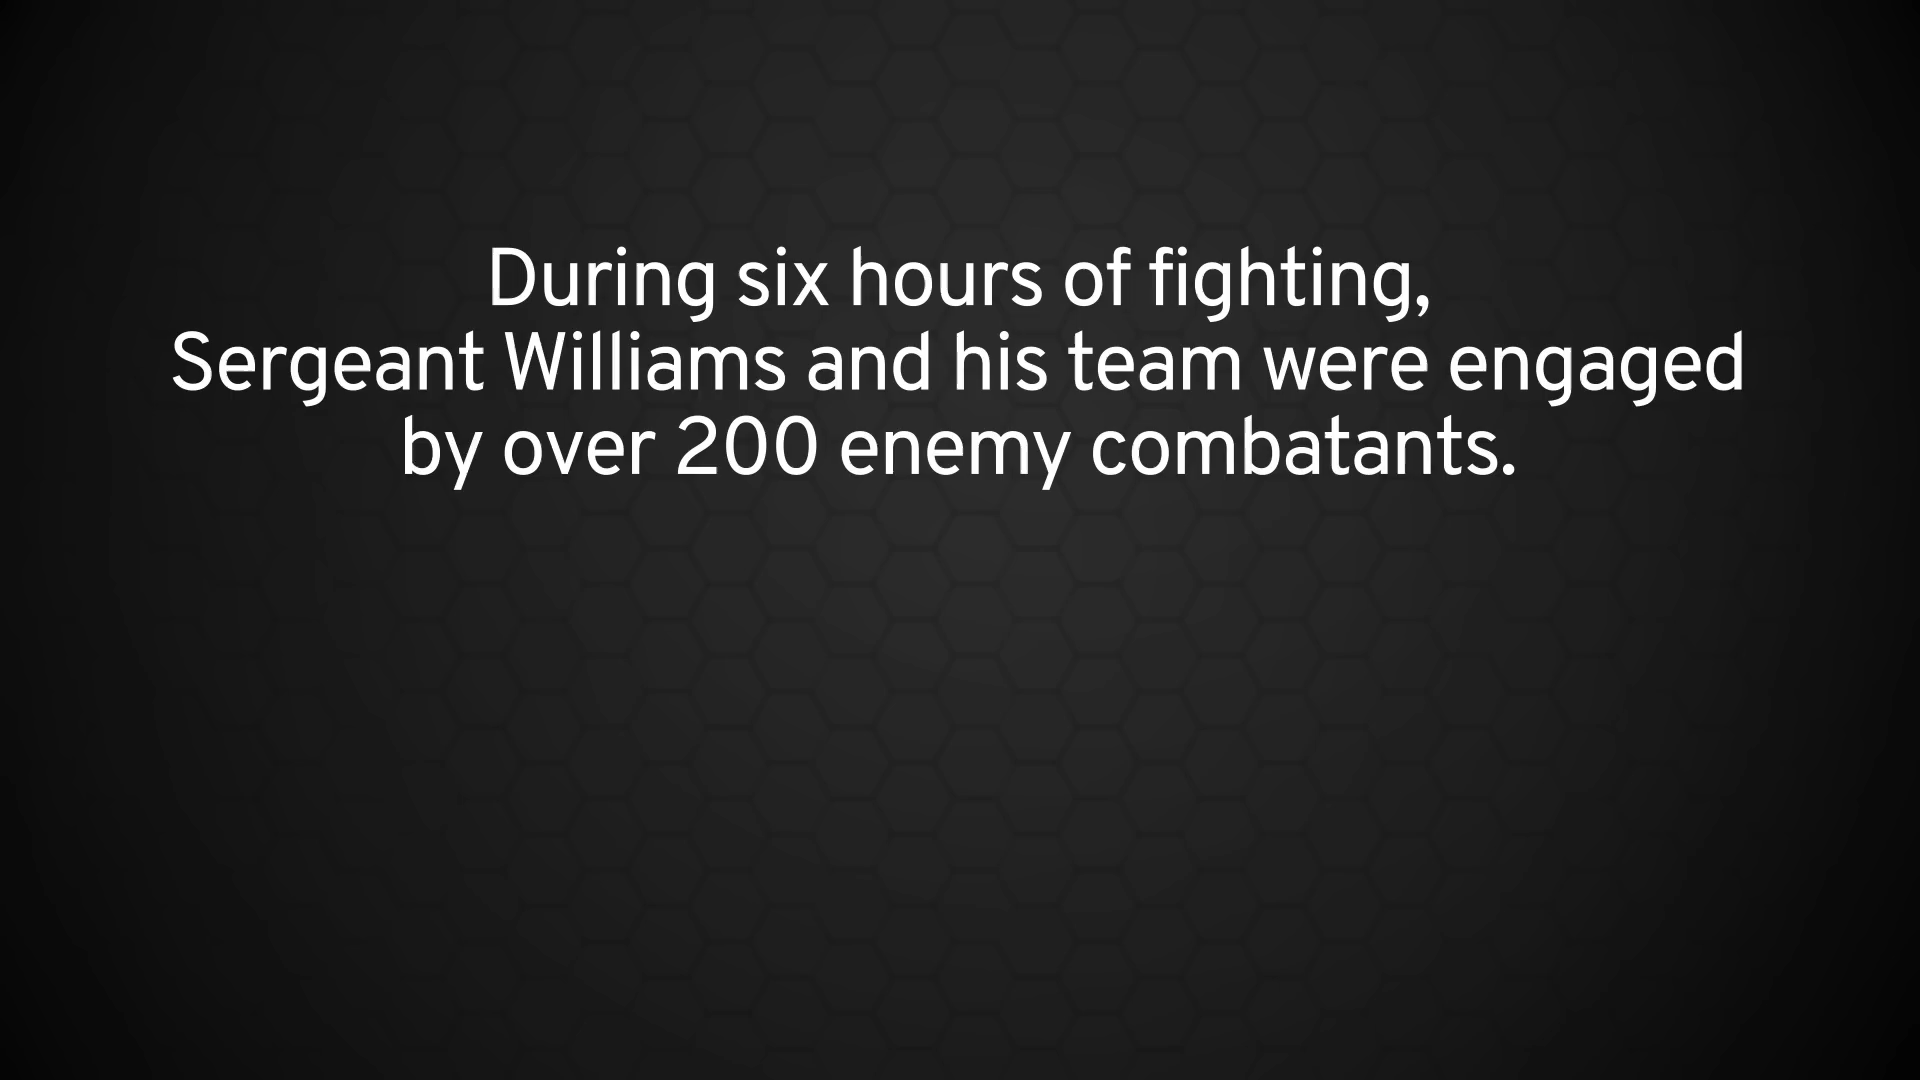 During six hours of fighting,
Sergeant Williams and his team were engaged
by over 200 enemy combatants.